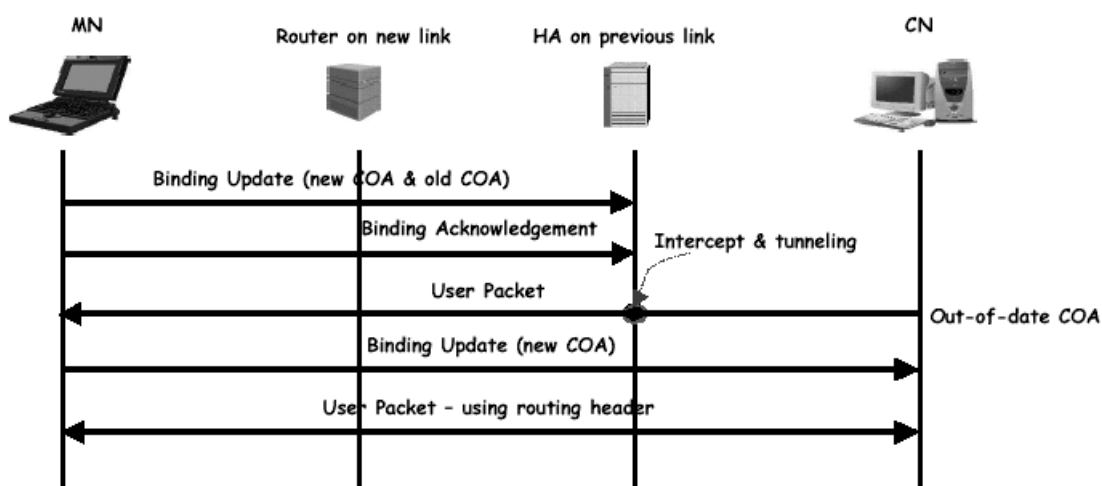 MN
Router on new link
HA on previous link
CN
Binding Update (new COA & old COA)
Binding Acknowledgement
Intercept & tunneling
User Packet
Out-of-date COA
Binding Update (new COA)
User Packet - using routing header